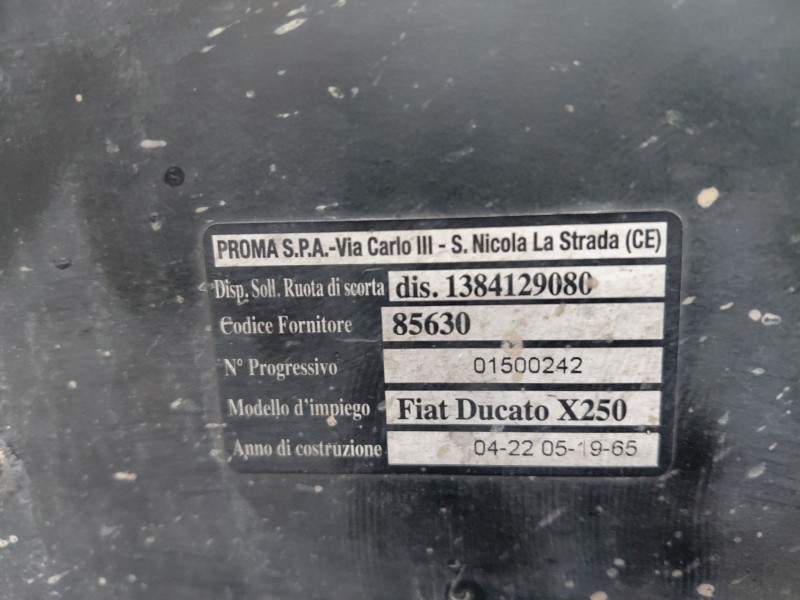 PROMA S.P.A.-Via Carlo III - S. Nicola La Strada (CE)
Disp. Soll. Ruota di scorta dis. 1384129080
Codice Fornitore 85630
N° Progressivo 01500242
Modello d'impiego Fiat Ducato X250
Anno di costruzione 04-22 05-19-65